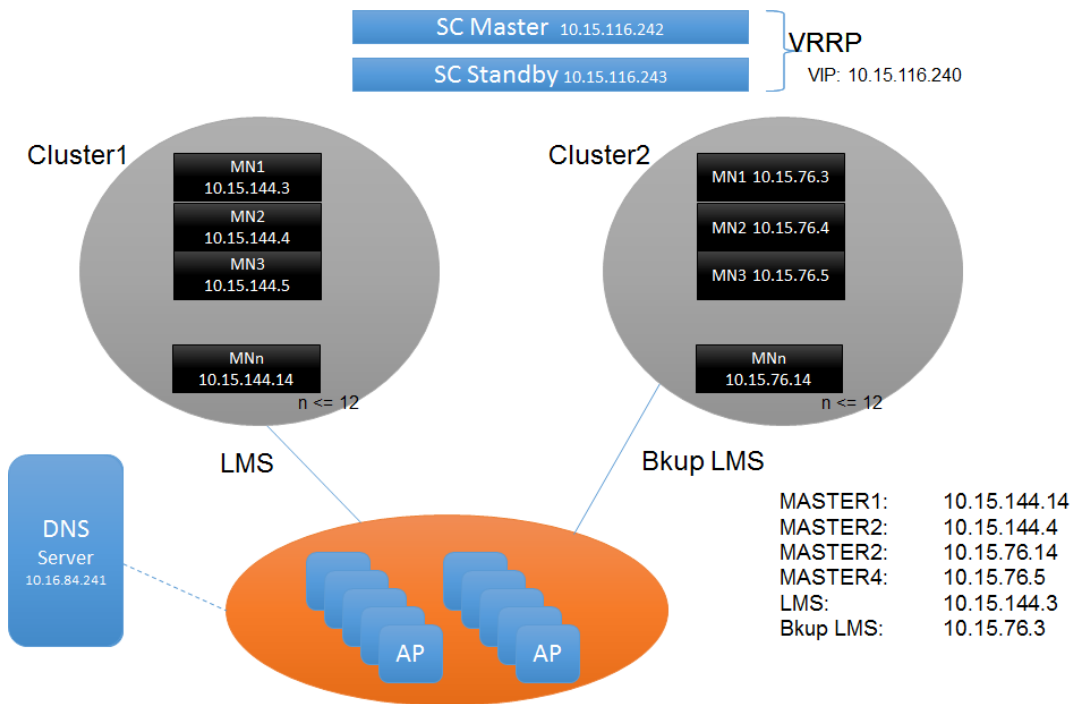 SC Master 10.15.116.242
SC Standby 10.15.116.243
VRRP
VIP: 10.15.116.240
Cluster1
MN1
10.15.144.3
MN2
10.15.144.4
MN3
10.15.144.5
MNn
10.15.144.14
n <= 12
Cluster2
MN1 10.15.76.3
MN2 10.15.76.4
MN3 10.15.76.5
MNn
10.15.76.14
n <= 12
LMS
Bkup LMS
DNS
Server
10.16.84.241
AP
AP
MASTER1: 10.15.144.14
MASTER2: 10.15.144.4
MASTER2: 10.15.76.14
MASTER4: 10.15.76.5
LMS: 10.15.144.3
Bkup LMS: 10.15.76.3